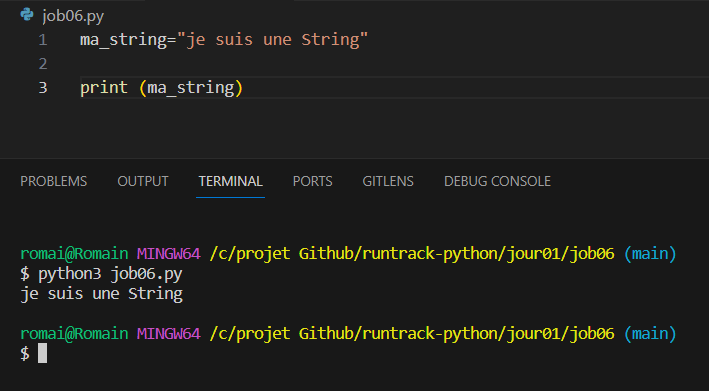 job06.py
1 ma_string="je suis une String"
2
3 print (ma_string)
PROBLEMS OUTPUT TERMINAL PORTS GITLENS DEBUG CONSOLE
romai@Romain MINGW64 /c/projet Github/runtrack-python/jour01/job06 (main)
$ python3 job06.py
je suis une String
romai@Romain MINGW64 /c/projet Github/runtrack-python/jour01/job06 (main)
$